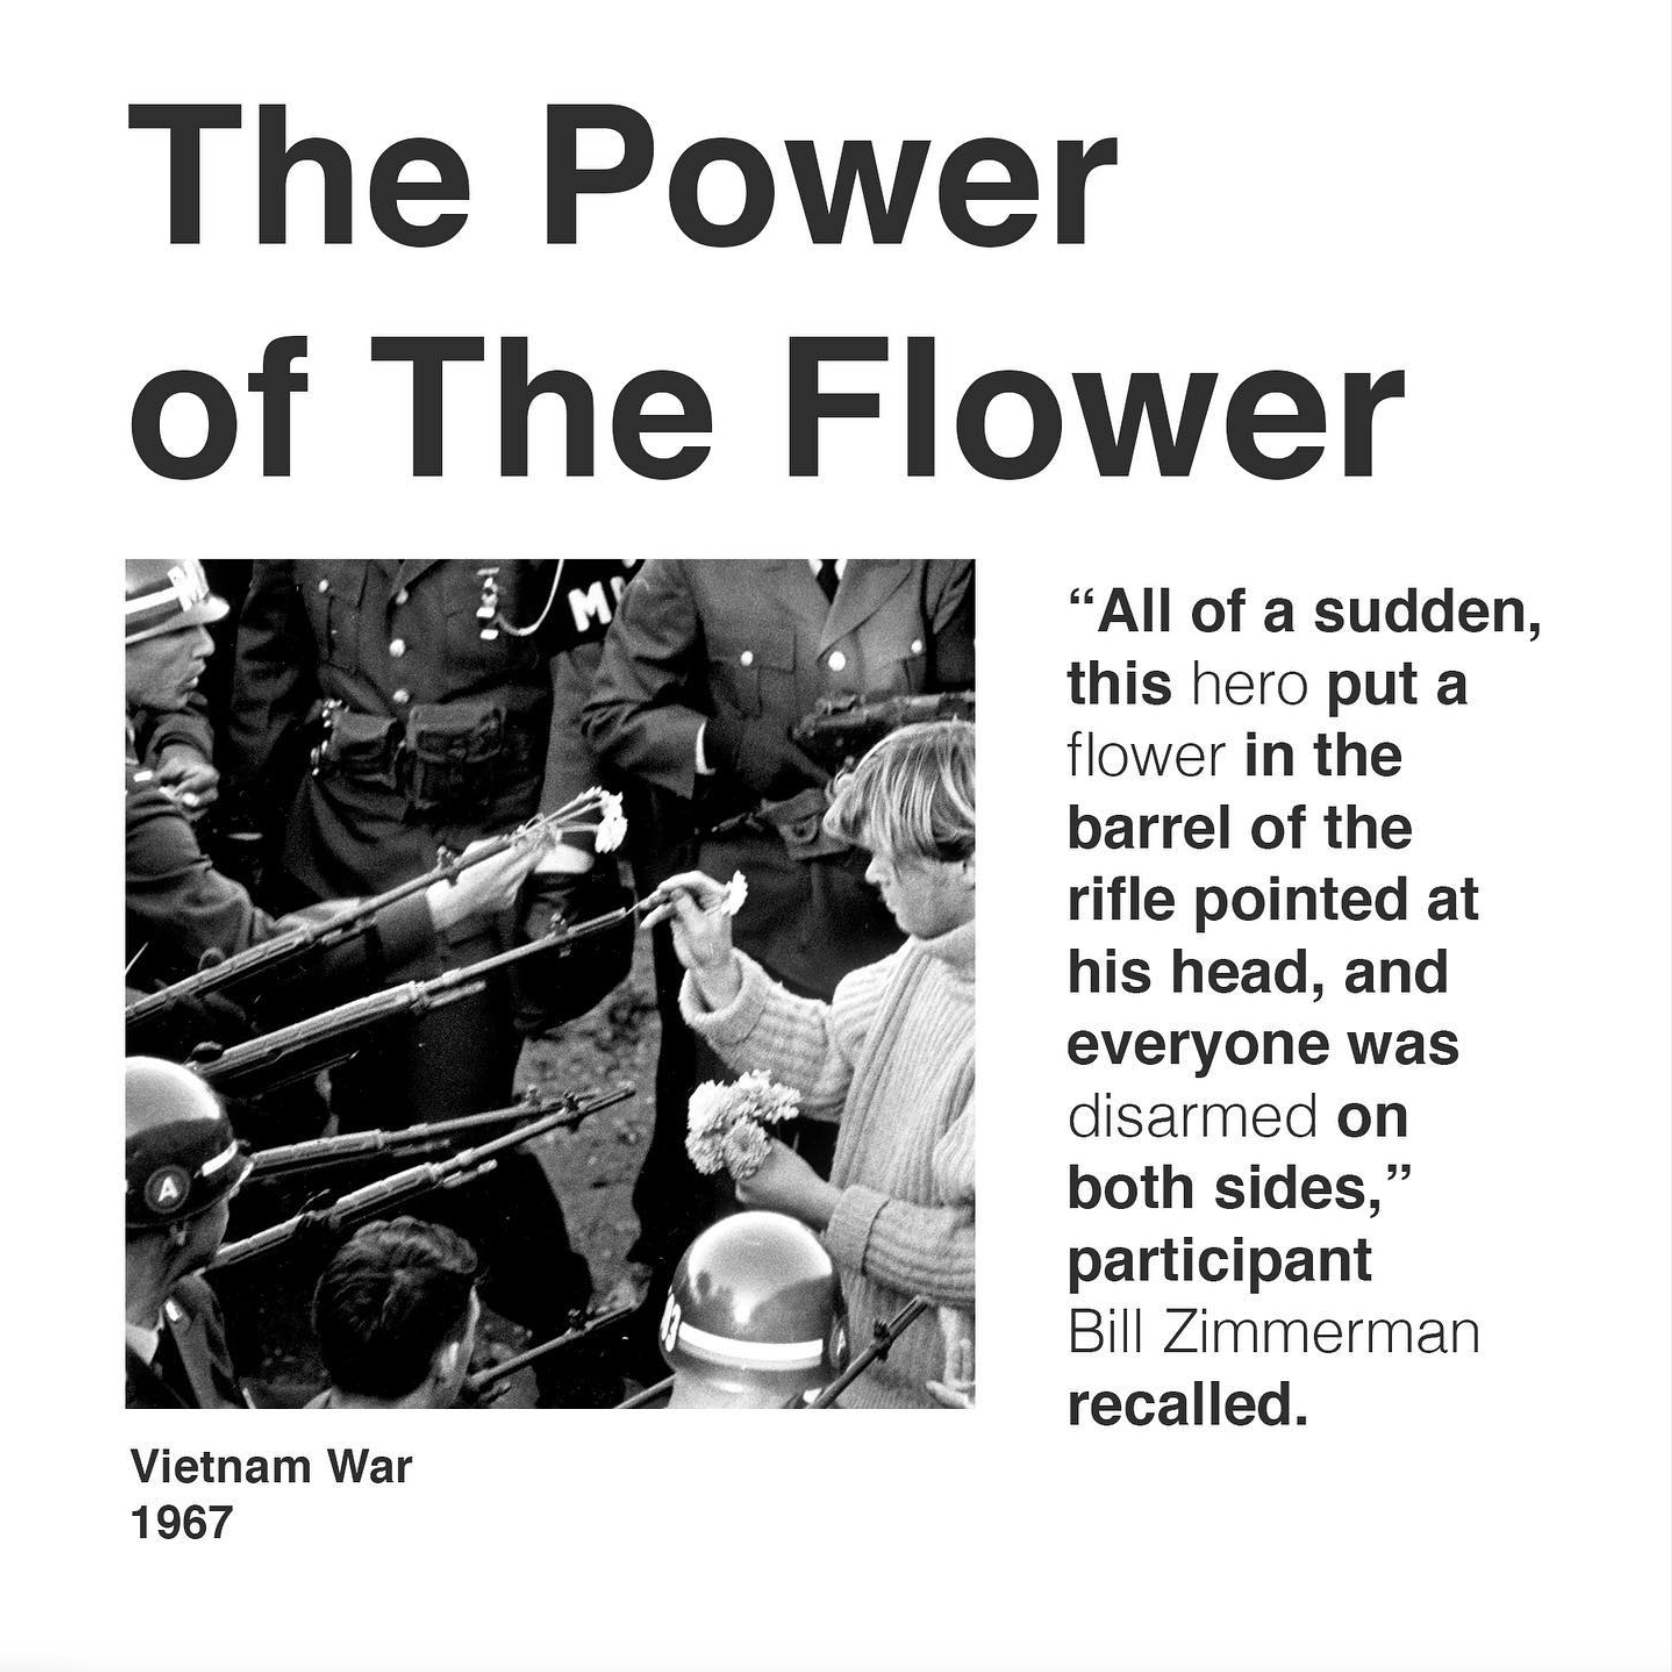 The Power
of The Flower
“All of a sudden,
this hero put a
flower in the
barrel of the
rifle pointed at
his head, and
everyone was
disarmed on
both sides,”
participant
Bill Zimmerman
recalled.
A
Vietnam War
1967